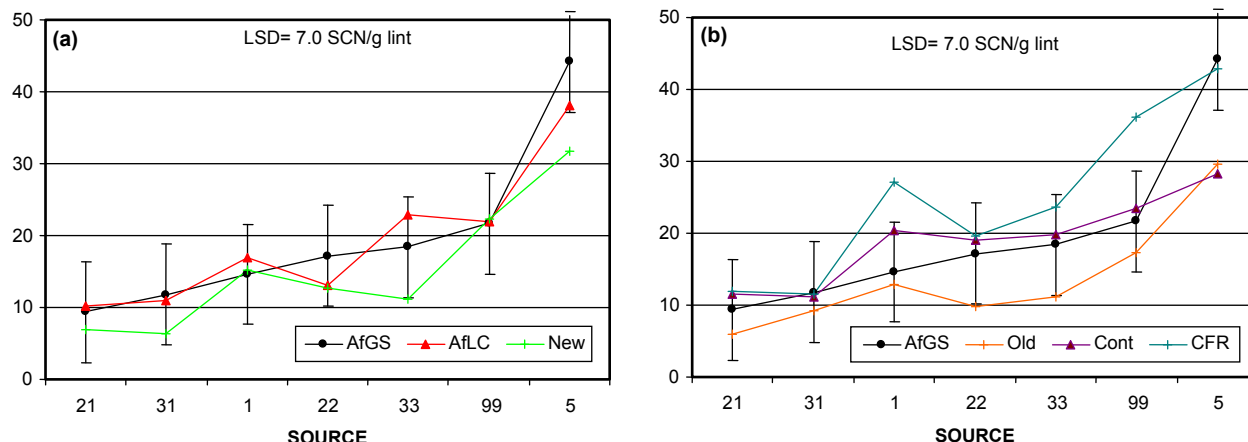 (a)
LSD= 7.0 SCN/g lint
50
40
30
20
10
0
AfGS AfLC New
21 31 1 22 33 99 5
SOURCE
(b)
LSD= 7.0 SCN/g lint
50
40
30
20
10
0
AfGS Old Cont CFR
21 31 1 22 33 99 5
SOURCE